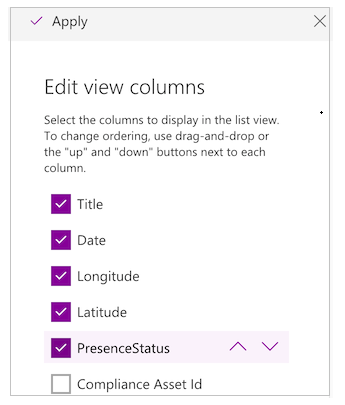 Apply
Edit view columns
Select the columns to display in the list view.
To change ordering, use drag-and-drop or
the "up" and "down" buttons next to each
column.
Title
Date
Longitude
Latitude
PresenceStatus
Compliance Asset Id